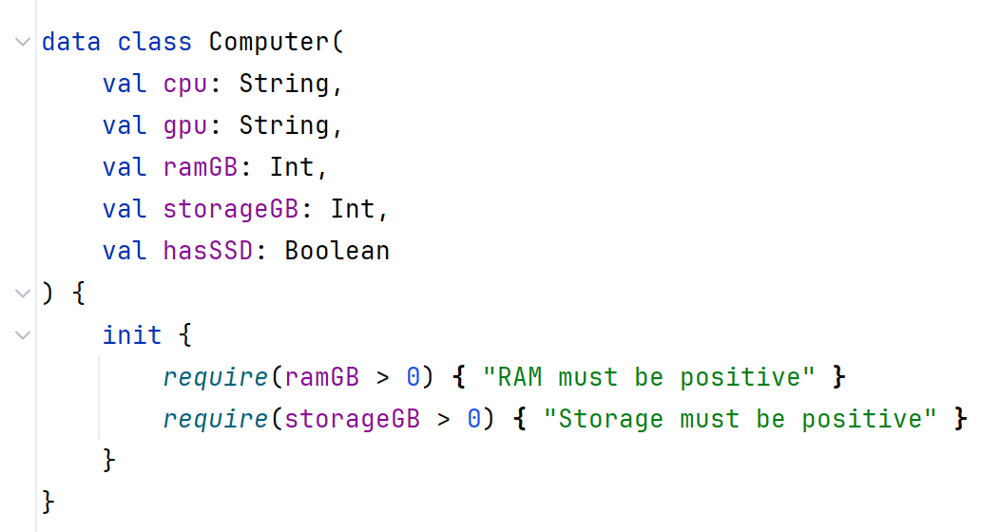 data class Computer(
    val cpu: String,
    val gpu: String,
    val ramGB: Int,
    val storageGB: Int,
    val hasSSD: Boolean
) {
    init {
        require(ramGB > 0) { "RAM must be positive" }
        require(storageGB > 0) { "Storage must be positive" }
    }
}